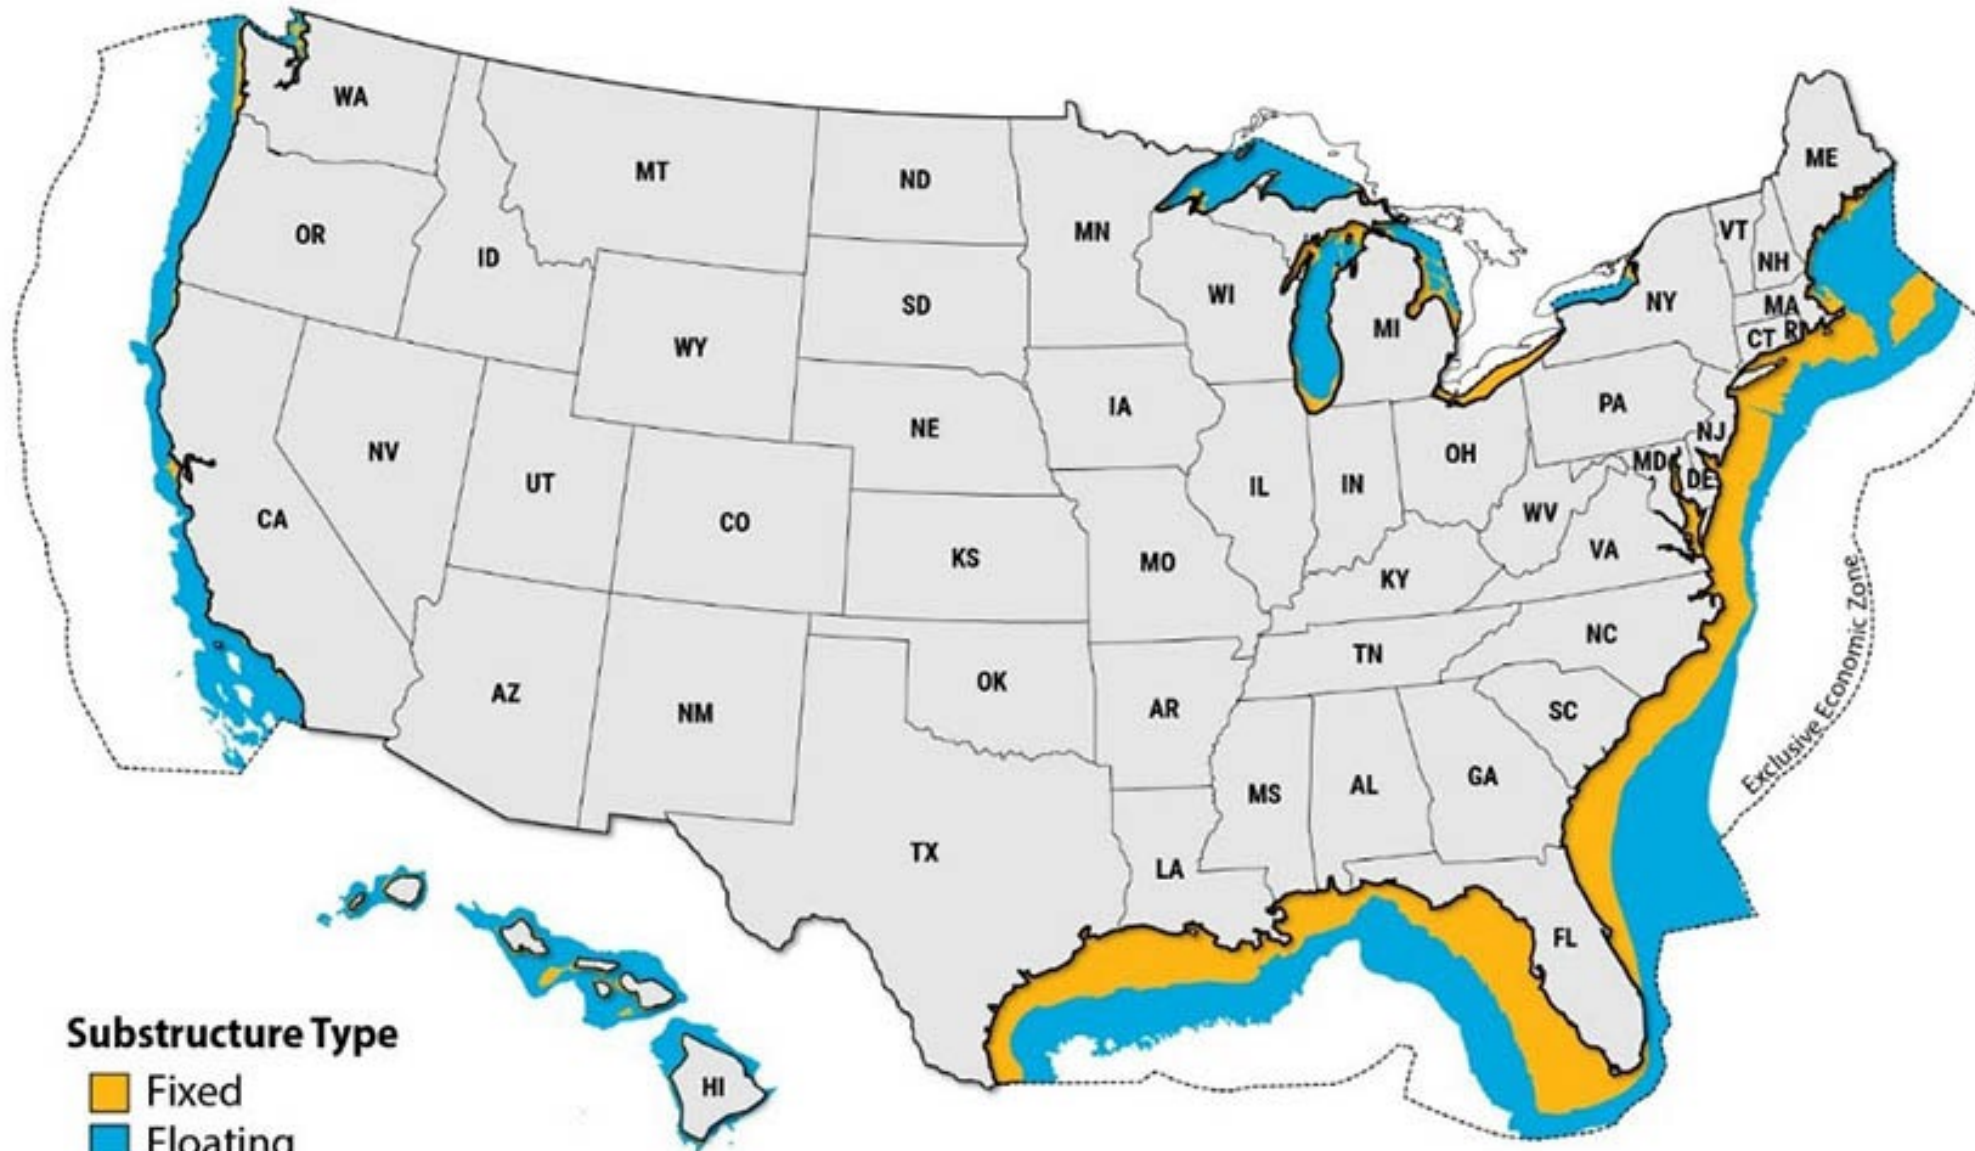 WA
MT
ND
MN
ME
OR
ID
SD
WI
MI
NY
VT
NH
MA
CT
RI
WY
IA
PA
NJ
NE
NV
UT
CO
IL
IN
OH
MD
DE
CA
KS
MO
WV
VA
KY
NC
TN
AZ
NM
OK
AR
SC
MS
AL
GA
TX
LA
FL
HI
Exclusive Economic Zone
Substructure Type
Fixed
Floating